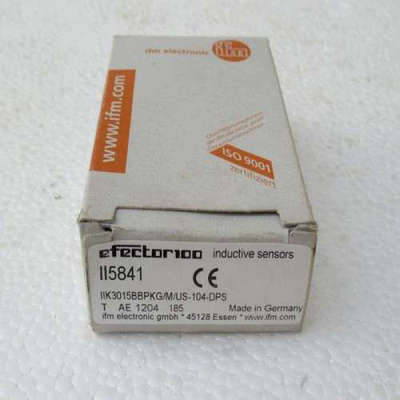 ifm electronic
ifm
www.ifm.com
ISO 9001
zertifiziert
efector100 inductive sensors
II5841 CE
IIK3015BBPKG/M/US-104-DPS
T AE 1204 185 Made in Germany
ifm electronic gmbh * 45128 Essen * www.ifm.com